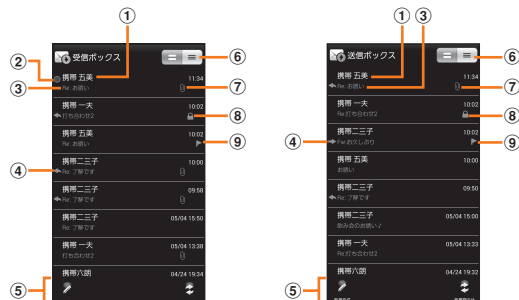 ①
①
③
受信ボックス
⑥
②
携帯 五美
11:34
③
Re: お誘い
⑦
携帯 一夫
10:02
打ち合わせ2
⑧
携帯 五美
10:02
Re: お誘い
⑨
④
携帯二三子
10:00
Re: 了解です
携帯二三子
09:58
Re: 了解です
携帯二三子
05/04 15:50
Re: 了解です
携帯 一夫
05/04 13:38
打ち合わせ2
⑤
携帯六朗
04/24 19:34
送信ボックス
⑥
携帯 五美
11:34
Re: お誘い
⑦
携帯 一夫
10:02
Re:打ち合わせ2
⑧
④
携帯二三子
10:02
Fw:お久しぶり
⑨
携帯 五美
10:00
お誘い
携帯二三子
09:50
Re: 了解です
携帯二三子
05/04 15:00
飲み会のお誘い♪
携帯 一夫
05/04 13:33
Re:打ち合わせ2
⑤
携帯六朗
04/24 19:32